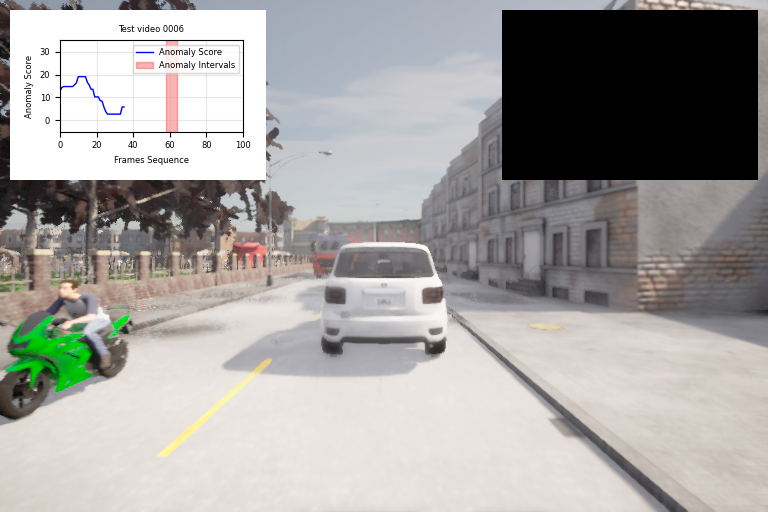 Test video 0006
Anomaly Score
Anomaly Intervals
30
20
10
0
Anomaly Score
0 20 40 60 80 100
Frames Sequence